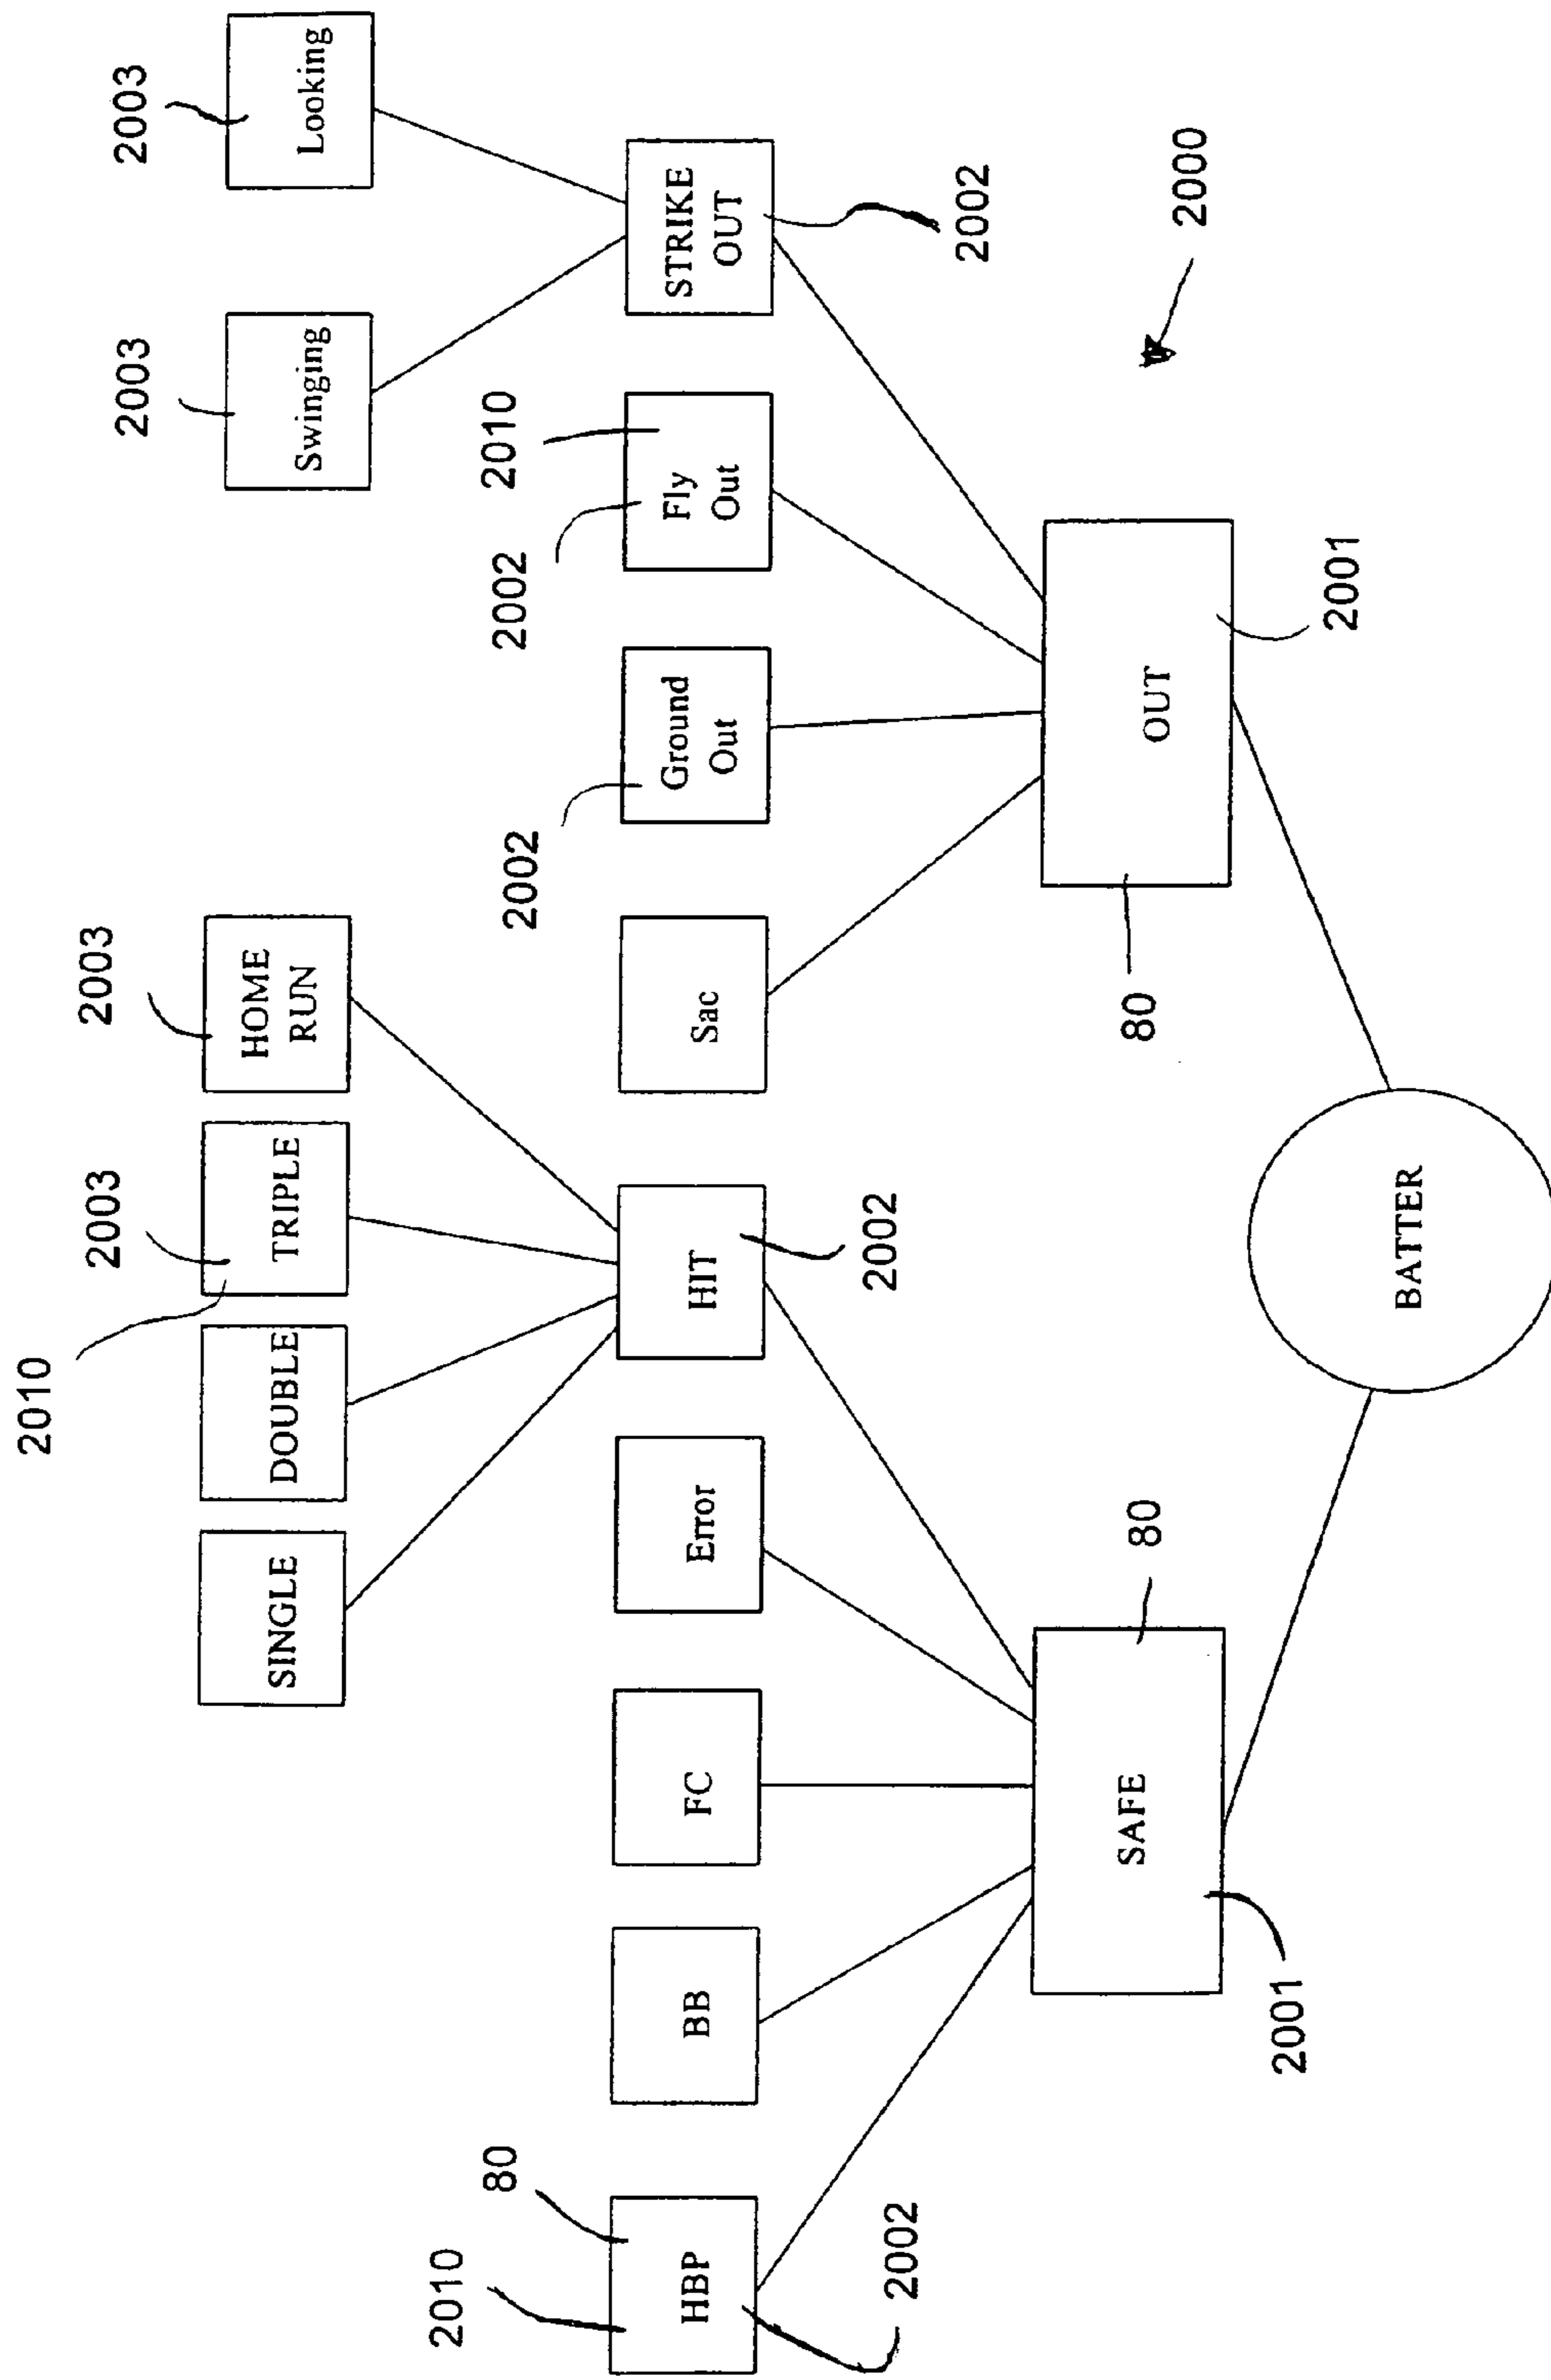 2010
2003
2003
2003
2003
SINGLE
DOUBLE
TRIPLE
HOME
RUN
Swinging
Looking
2010
80
2002
2002
2010
HBP
BB
FC
Error
HIT
Sac
Ground
Out
Fly
Out
STRIKE
OUT
2002
2002
2002
80
80
2000
SAFE
OUT
2001
2001
BATTER